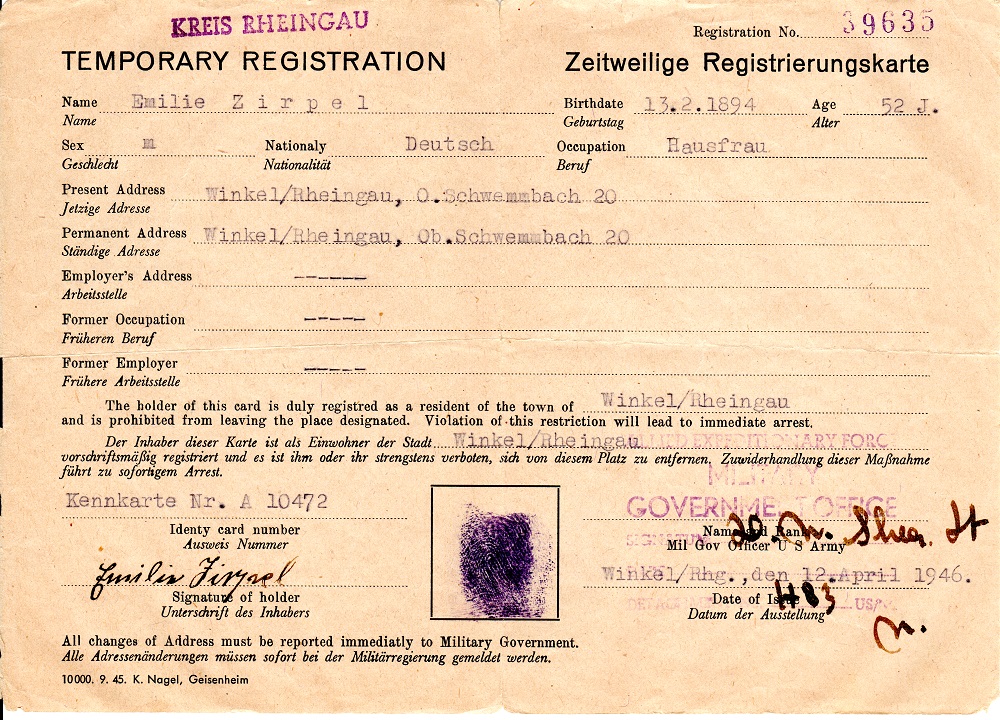 KREIS RHEINGAU
Registration No. 39635
TEMPORARY REGISTRATION Zeitweilige Registrierungskarte
Name Emilie Zirpel Birthdate 13.2.1894 Age 52 J.
Name Geburtstag Alter
Sex m Nationaly Deutsch Occupation Hausfrau
Geschlecht Nationalität Beruf
Present Address Winkel/Rheingau, O.Schwemmbach 20
Jetzige Adresse
Permanent Address Winkel/Rheingau, Ob.Schwemmbach 20
Ständige Adresse
Employer's Address ------
Arbeitsstelle
Former Occupation -----
Früheren Beruf
Former Employer -----
Frühere Arbeitsstelle
The holder of this card is duly registred as a resident of the town of Winkel/Rheingau
and is prohibited from leaving the place designated. Violation of this restriction will lead to immediate arrest.
Der Inhaber dieser Karte ist als Einwohner der Stadt Winkel/Rheingau
ALLIED EXPEDITIONARY FORC
vorschriftsmäßig registriert und es ist ihm oder ihr strengstens verboten, sich von diesem Platz zu entfernen. Zuwiderhandlung dieser Maßnahme
führt zu sofortigem Arrest.
MILITARY
GOVERNMENT OFFICE
Kennkarte Nr. A 10472
Identy card number
Ausweis Nummer
Name and Rank
Mil Gov Officer U S Army
Shea. Lt
Emilie Zirpel
Winkel/Rhg.,den 12.April 1946.
Signature of holder
Unterschrift des Inhabers
Date of Issue
Datum der Ausstellung
H83
All changes of Address must be reported immediatly to Military Government.
Alle Adressenänderungen müssen sofort bei der Militärregierung gemeldet werden.
10000. 9. 45. K. Nagel, Geisenheim